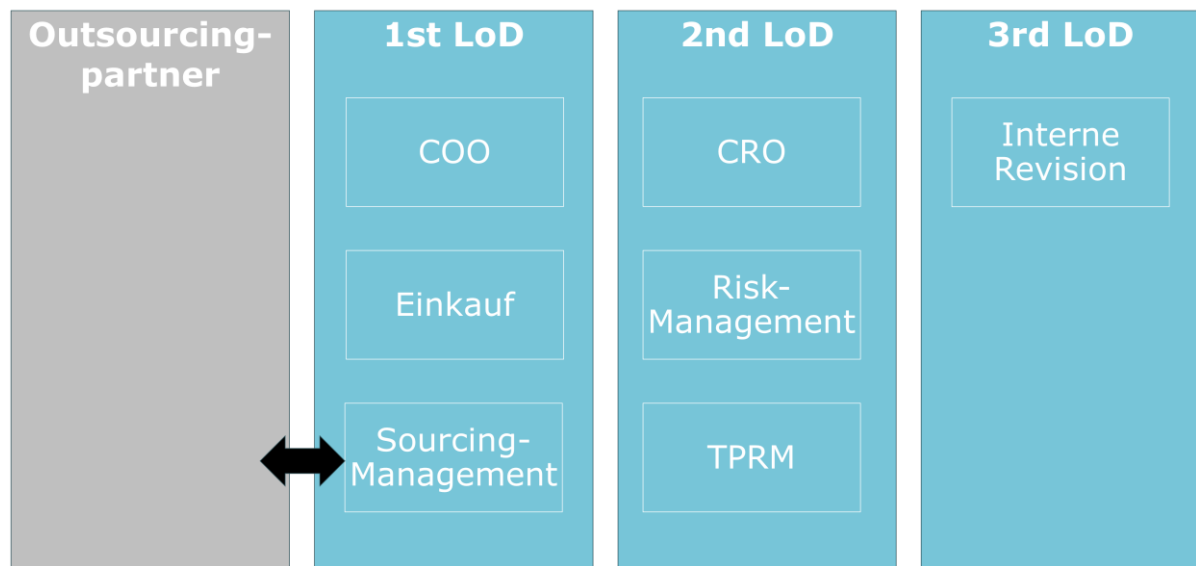 Outsourcing-
partner
1st LoD
COO
Einkauf
Sourcing-
Management
2nd LoD
CRO
Risk-
Management
TPRM
3rd LoD
Interne
Revision